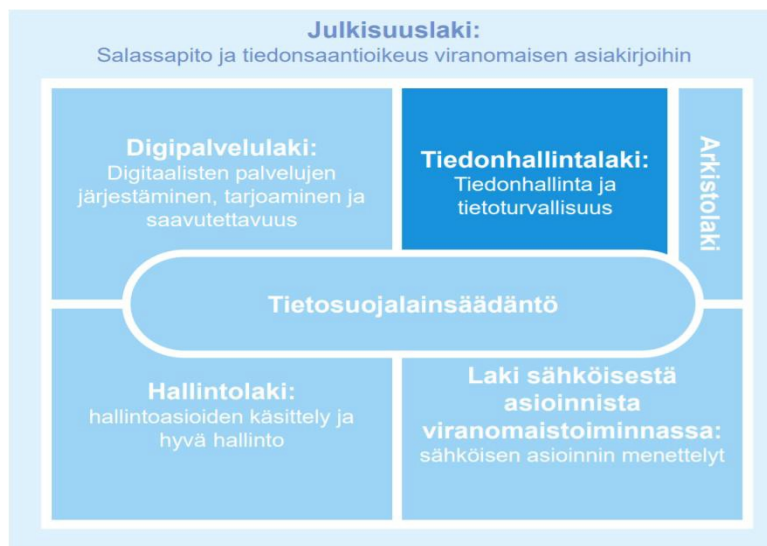 Julkisuuslaki:
Salassapito ja tiedonsaantioikeus viranomaisen asiakirjoihin
Digipalvelulaki:
Digitaalisten palvelujen
järjestäminen, tarjoaminen ja
saavutettavuus
Tiedonhallintalaki:
Tiedonhallinta ja
tietoturvallisuus
Arkistolaki
Tietosuojalainsäädäntö
Hallintolaki:
hallintoasioiden käsittely ja
hyvä hallinto
Laki sähköisestä
asioinnista
viranomaistoiminnassa:
sähköisen asioinnin menettelyt